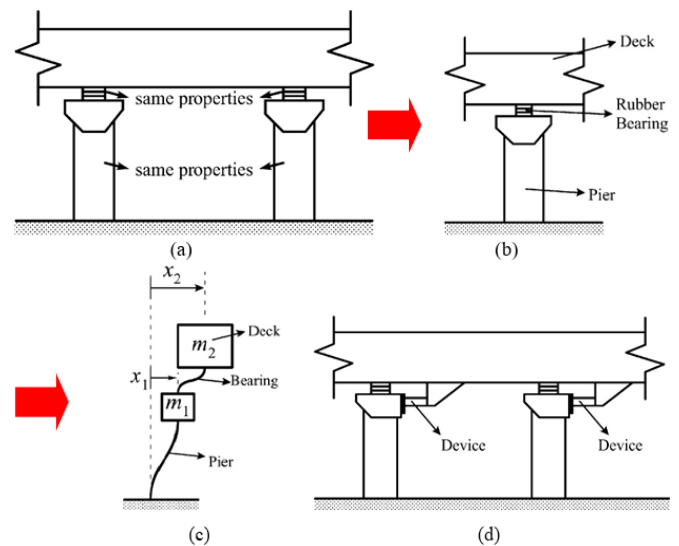 same properties
same properties
(a)
Deck
Rubber
Bearing
Pier
(b)
x₂
Deck
m₂
x₁
Bearing
m₁
Pier
(c)
Device
Device
(d)